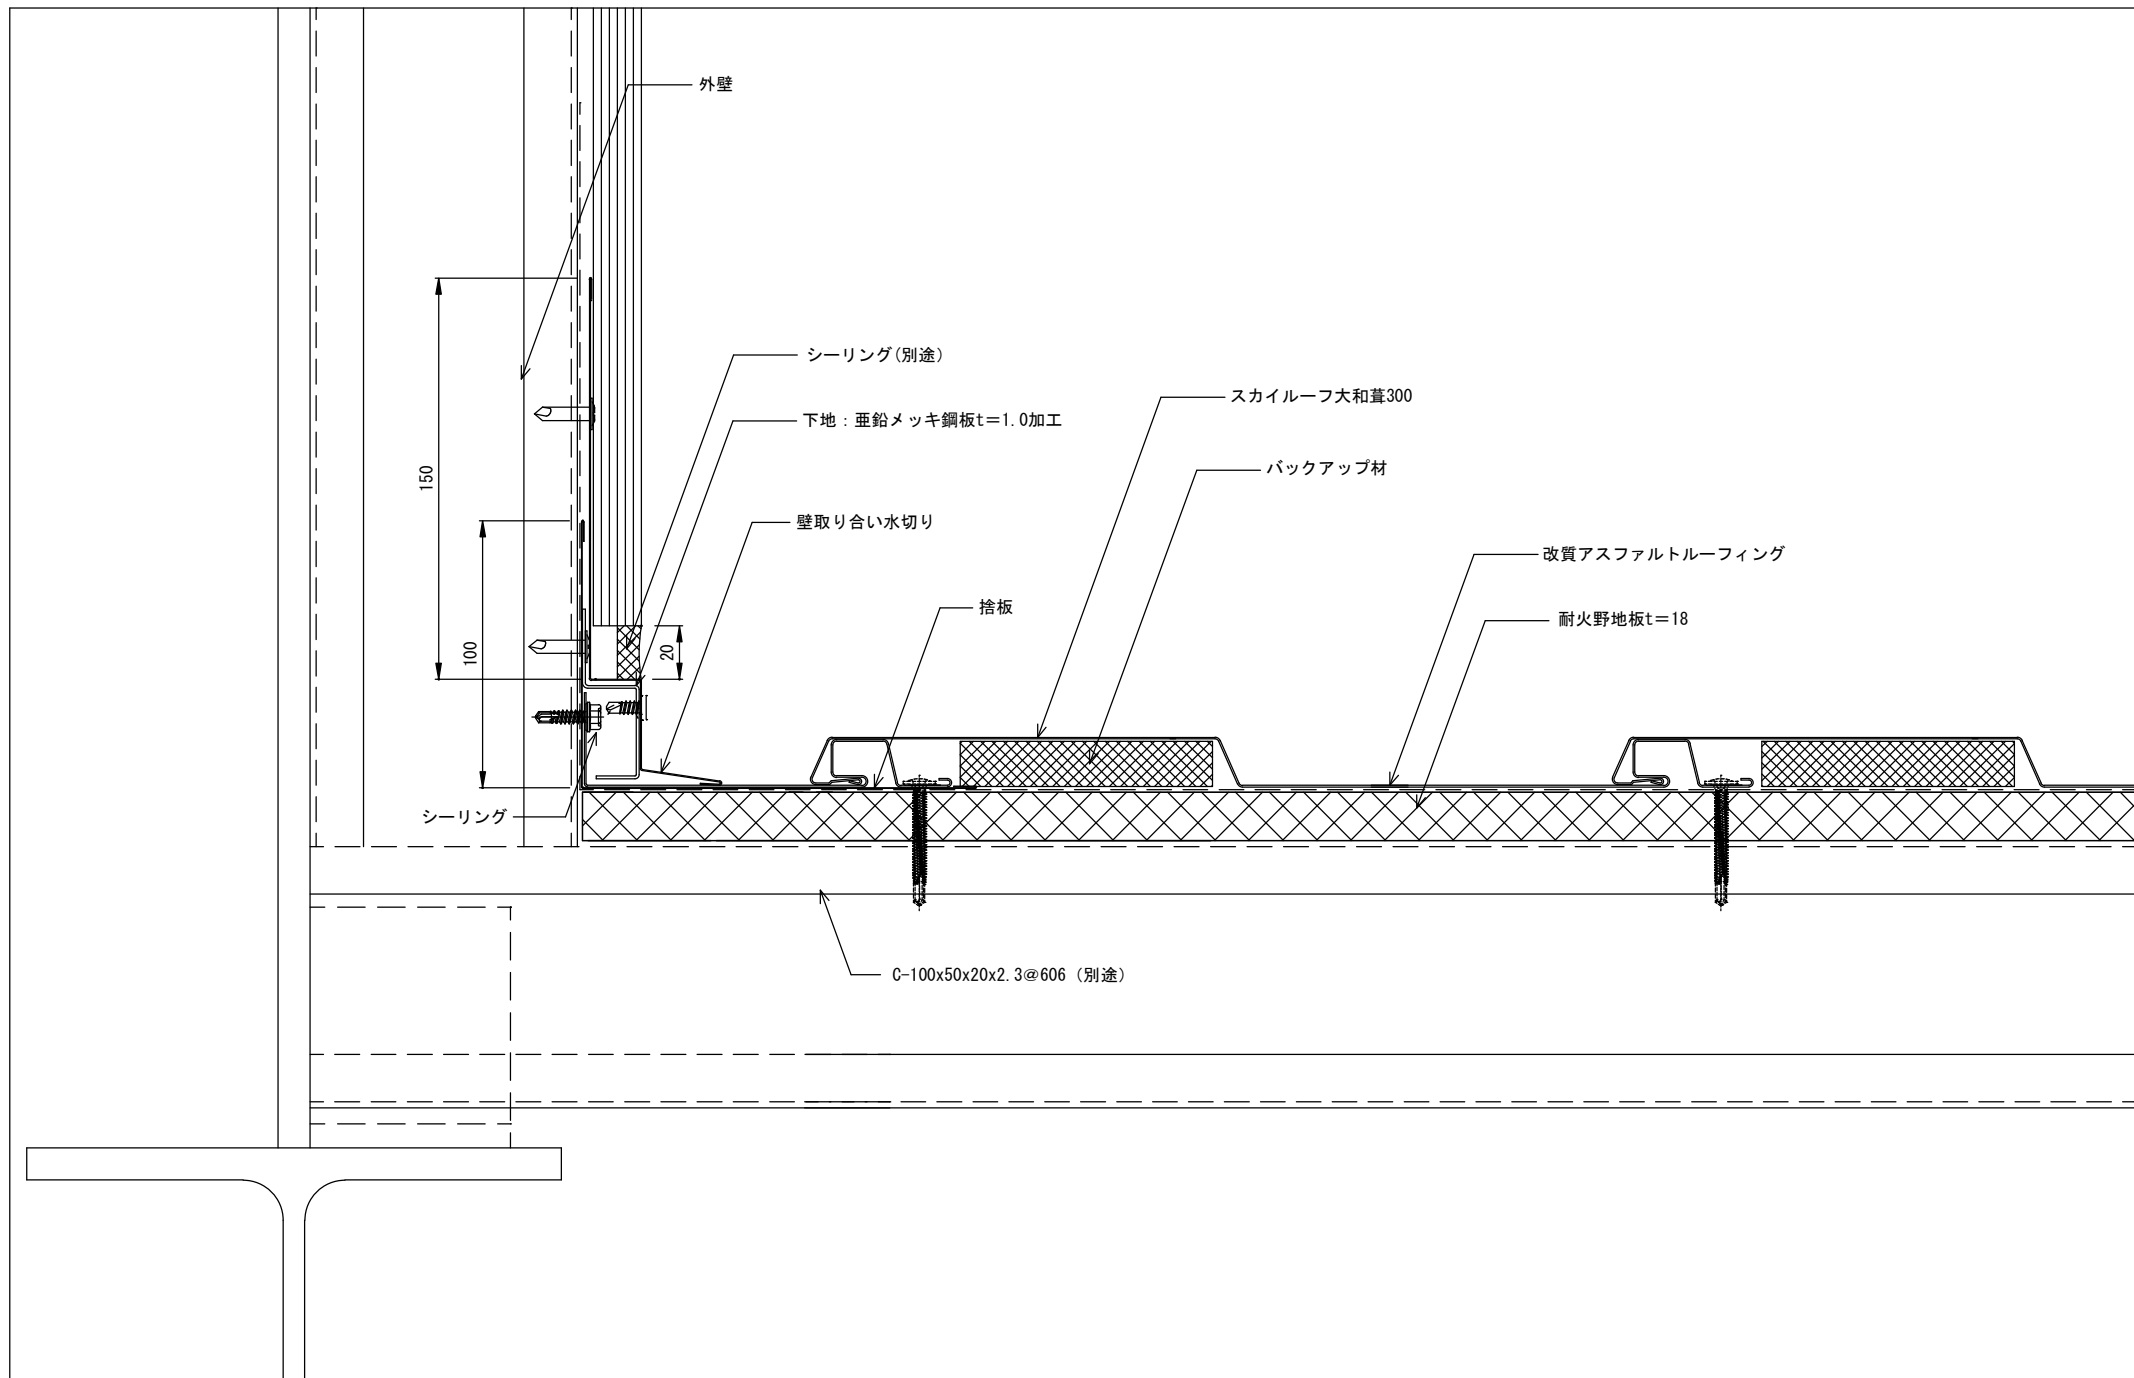 外壁
シーリング(別途)
スカイルーフ大和葺300
下地：亜鉛メッキ鋼板t＝1.0加工
バックアップ材
150
壁取り合い水切り
改質アスファルトルーフィング
捨板
耐火野地板t＝18
100
20
シーリング
C-100x50x20x2.3@606（別途）